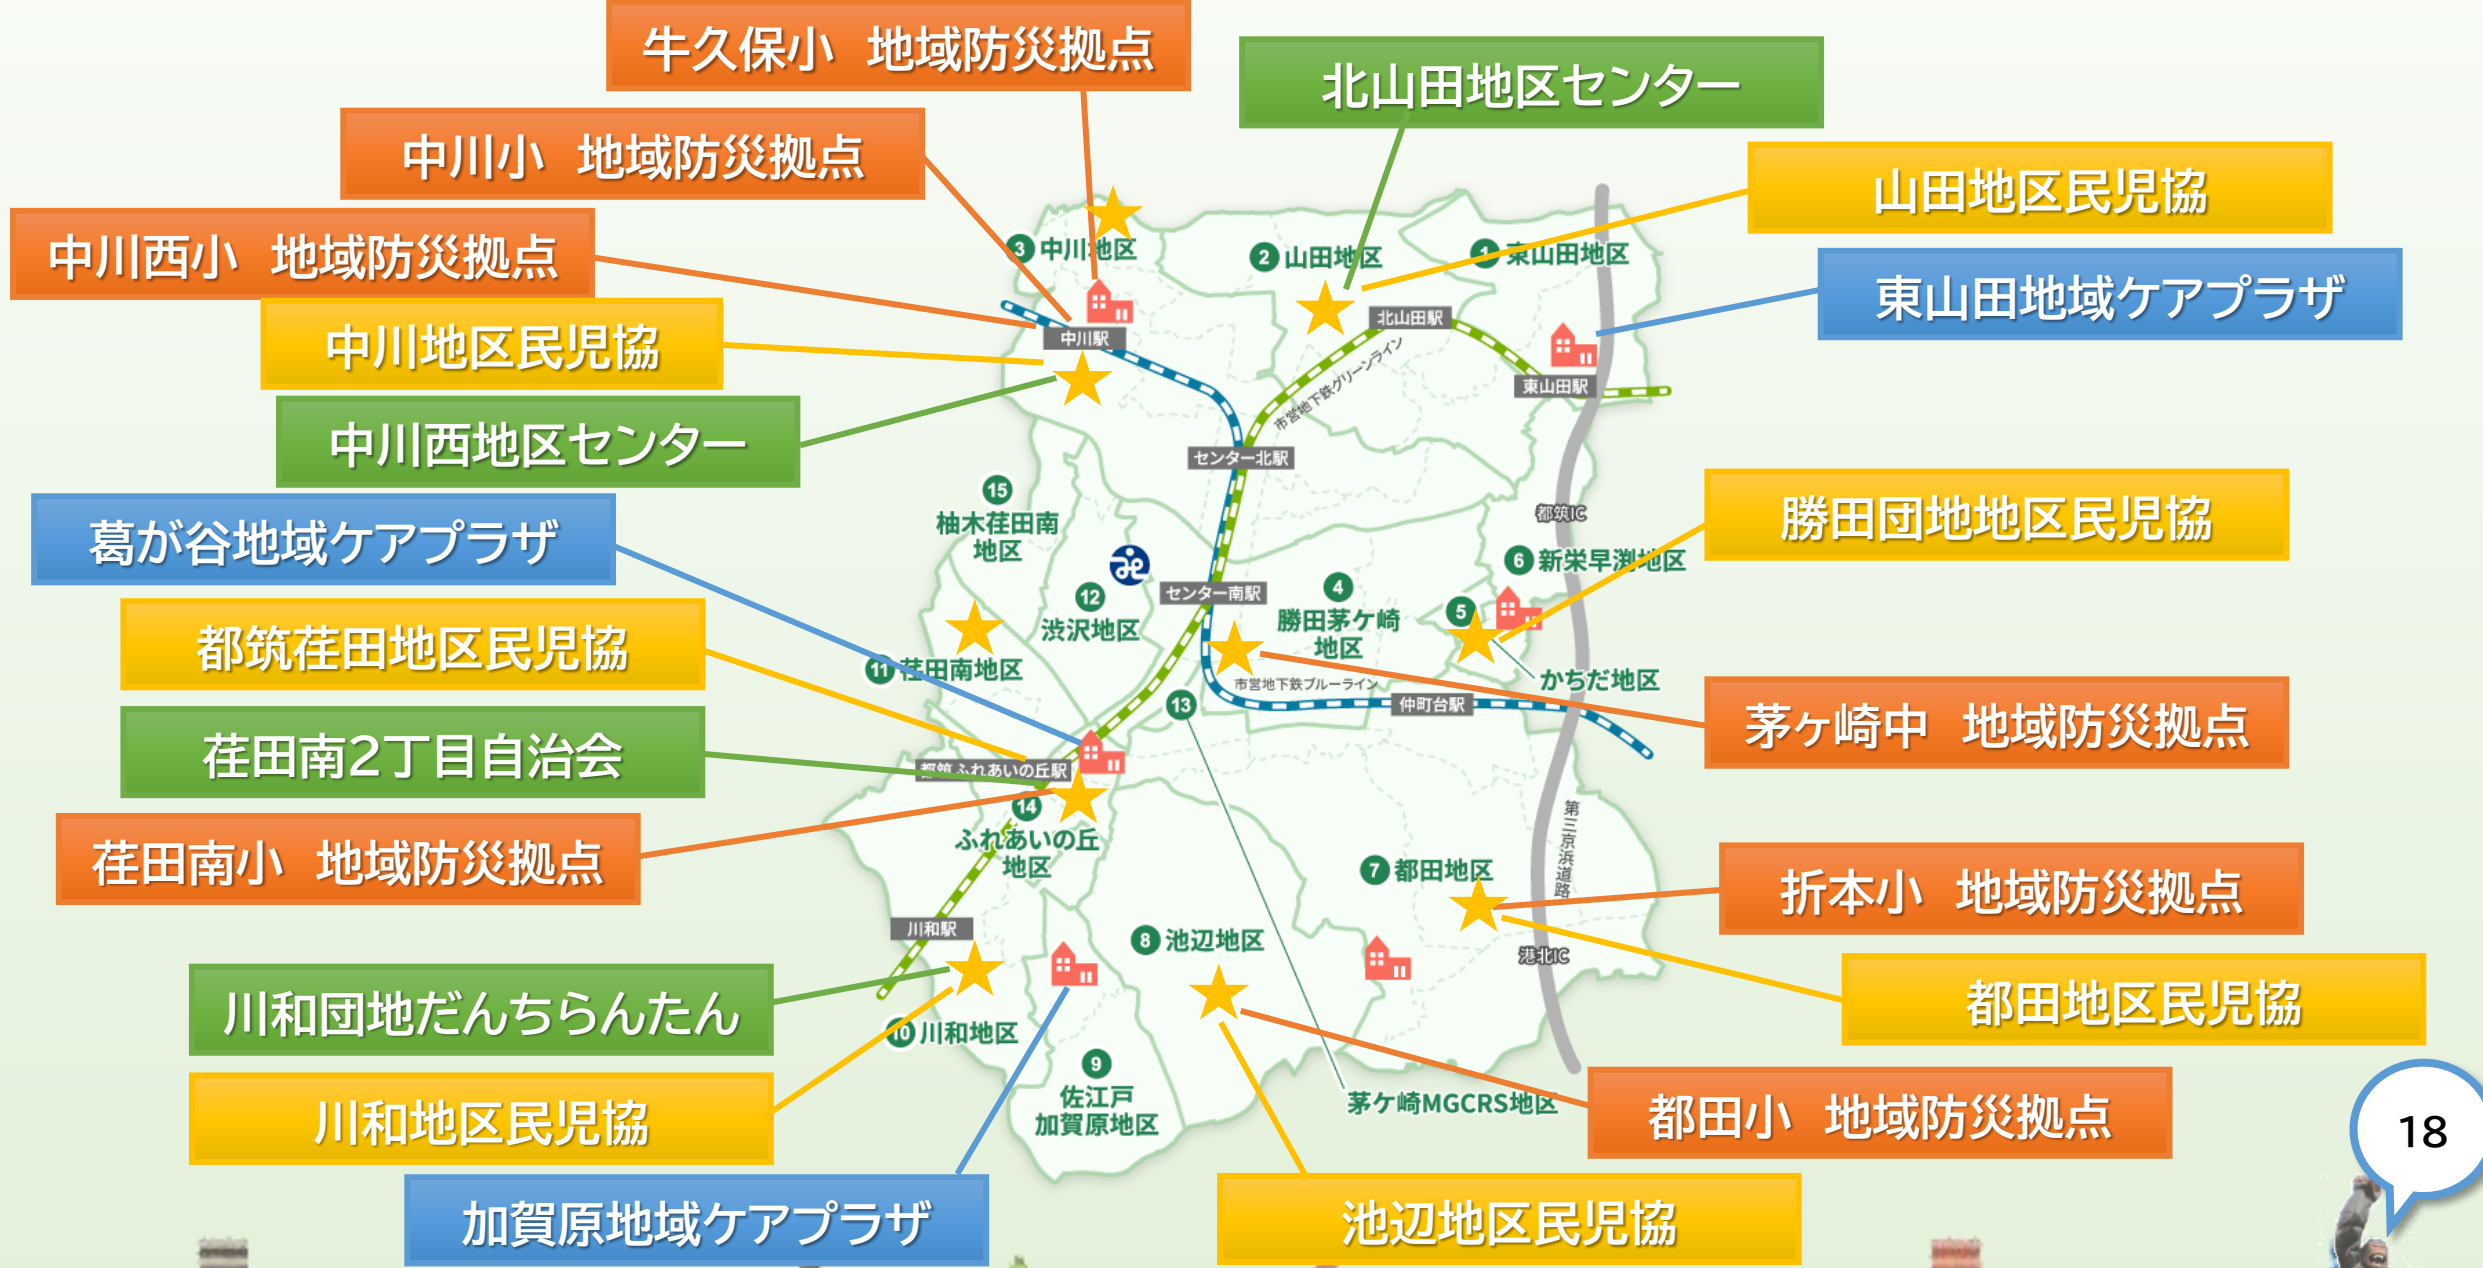 牛久保小　地域防災拠点
北山田地区センター
中川小　地域防災拠点
山田地区民児協
中川西小　地域防災拠点
東山田地域ケアプラザ
中川地区民児協
中川西地区センター
葛が谷地域ケアプラザ
勝田団地地区民児協
都筑荏田地区民児協
荏田南2丁目自治会
茅ヶ崎中　地域防災拠点
荏田南小　地域防災拠点
折本小　地域防災拠点
川和団地だんちらんたん
都田地区民児協
川和地区民児協
都田小　地域防災拠点
加賀原地域ケアプラザ
池辺地区民児協
3 中川地区
2 山田地区
1 東山田地区
中川駅
北山田駅
東山田駅
市営地下鉄グリーンライン
センター北駅
15
柚木荏田南
地区
都筑IC
6 新栄早渕地区
12
渋沢地区
センター南駅
4
勝田茅ケ崎
地区
5
かちだ地区
11 荏田南地区
市営地下鉄ブルーライン
仲町台駅
13
都筑ふれあいの丘駅
14
ふれあいの丘
地区
第三京浜道路
7 都田地区
川和駅
8 池辺地区
港北IC
10 川和地区
9
佐江戸
加賀原地区
茅ケ崎MGCRS地区
18